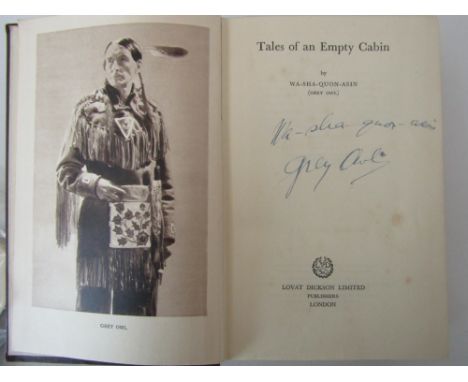 GREY OWL
Tales of an Empty Cabin
by
WA-SHA-QUON-ASIN
(GREY OWL)
Wa-sha-quon-asin
Grey Owl
LOVAT DICKSON LIMITED
PUBLISHERS
LONDON